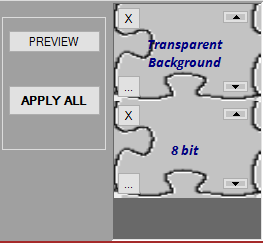 PREVIEW
APPLY ALL
X
Transparent
Background
...
X
8 bit
...